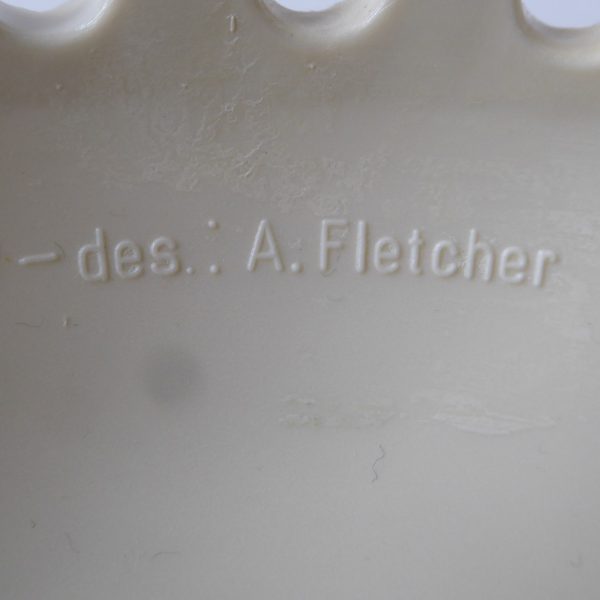 – des.: A. Fletcher